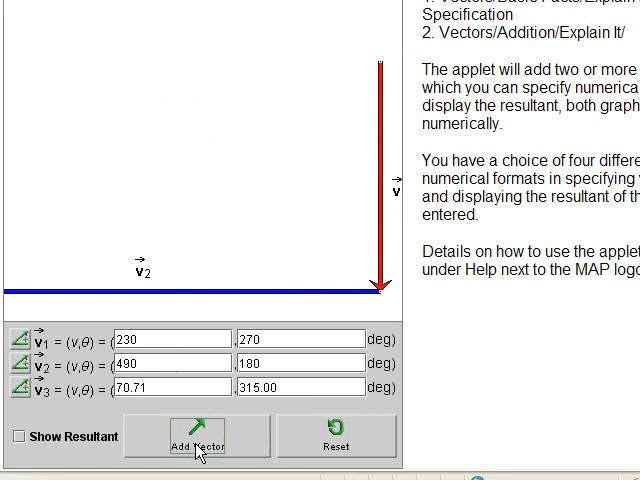 1. Vectors/Basic Facts/Explain
Specification
2. Vectors/Addition/Explain It/
The applet will add two or more
which you can specify numerica
display the resultant, both graph
numerically.
You have a choice of four differe
numerical formats in specifying
and displaying the resultant of th
entered.
Details on how to use the applet
under Help next to the MAP logo
v
v2
v1 = (v,θ) = ( 230 , 270 deg)
v2 = (v,θ) = ( 490 , 180 deg)
v3 = (v,θ) = ( 70.71 , 315.00 deg)
Show Resultant
Add Vector
Reset